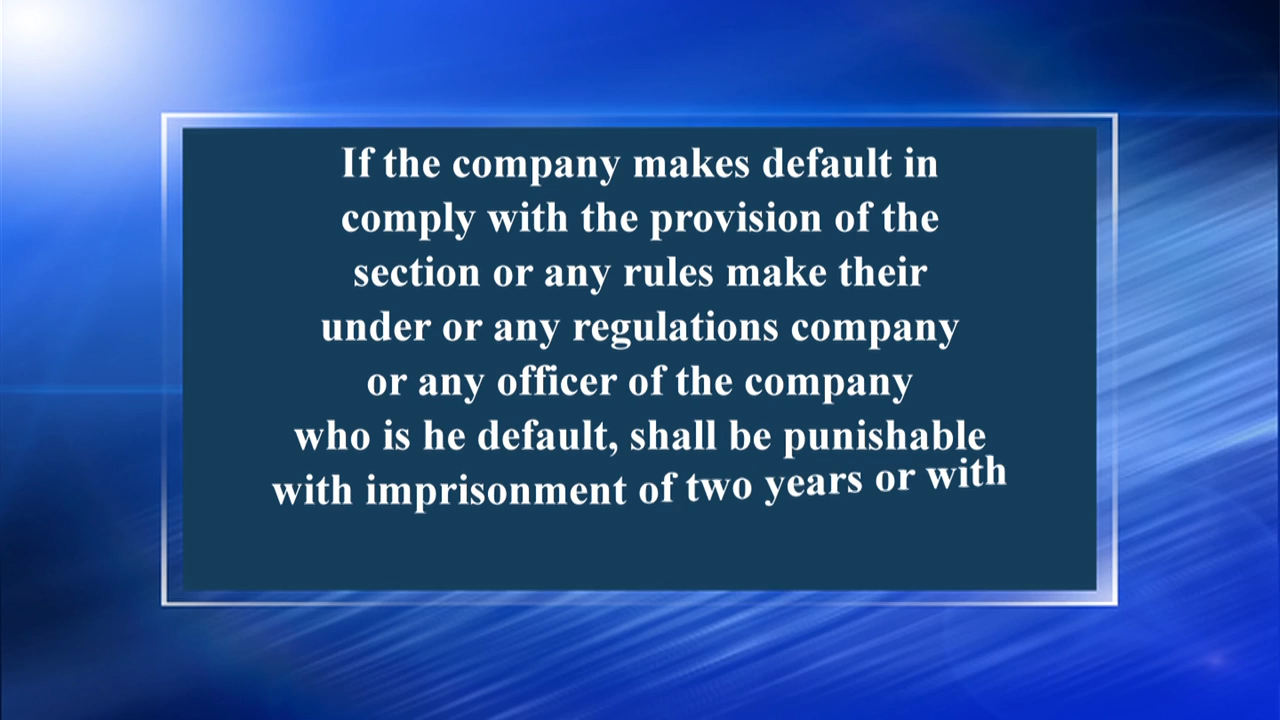 If the company makes default in
comply with the provision of the
section or any rules make their
under or any regulations company
or any officer of the company
who is he default, shall be punishable
with imprisonment of two years or with